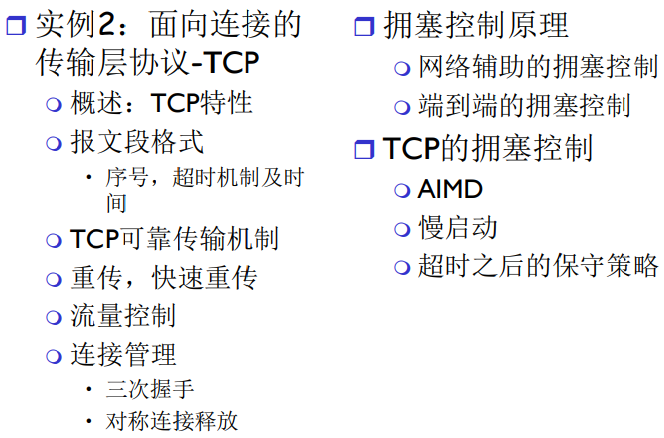 实例2：面向连接的
传输层协议-TCP
概述：TCP特性
报文段格式
序号，超时机制及时
间
TCP可靠传输机制
重传，快速重传
流量控制
连接管理
三次握手
对称连接释放
拥塞控制原理
网络辅助的拥塞控制
端到端的拥塞控制
TCP的拥塞控制
AIMD
慢启动
超时之后的保守策略